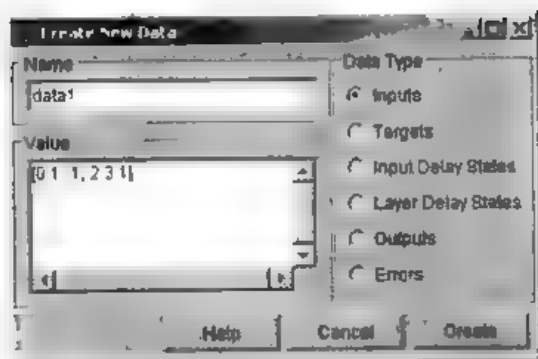 Create New Data
Name
data1
Value
[0 1 1, 2 3 1]
Data Type
Inputs
Targets
Input Delay States
Layer Delay States
Outputs
Errors
Help
Cancel
Create